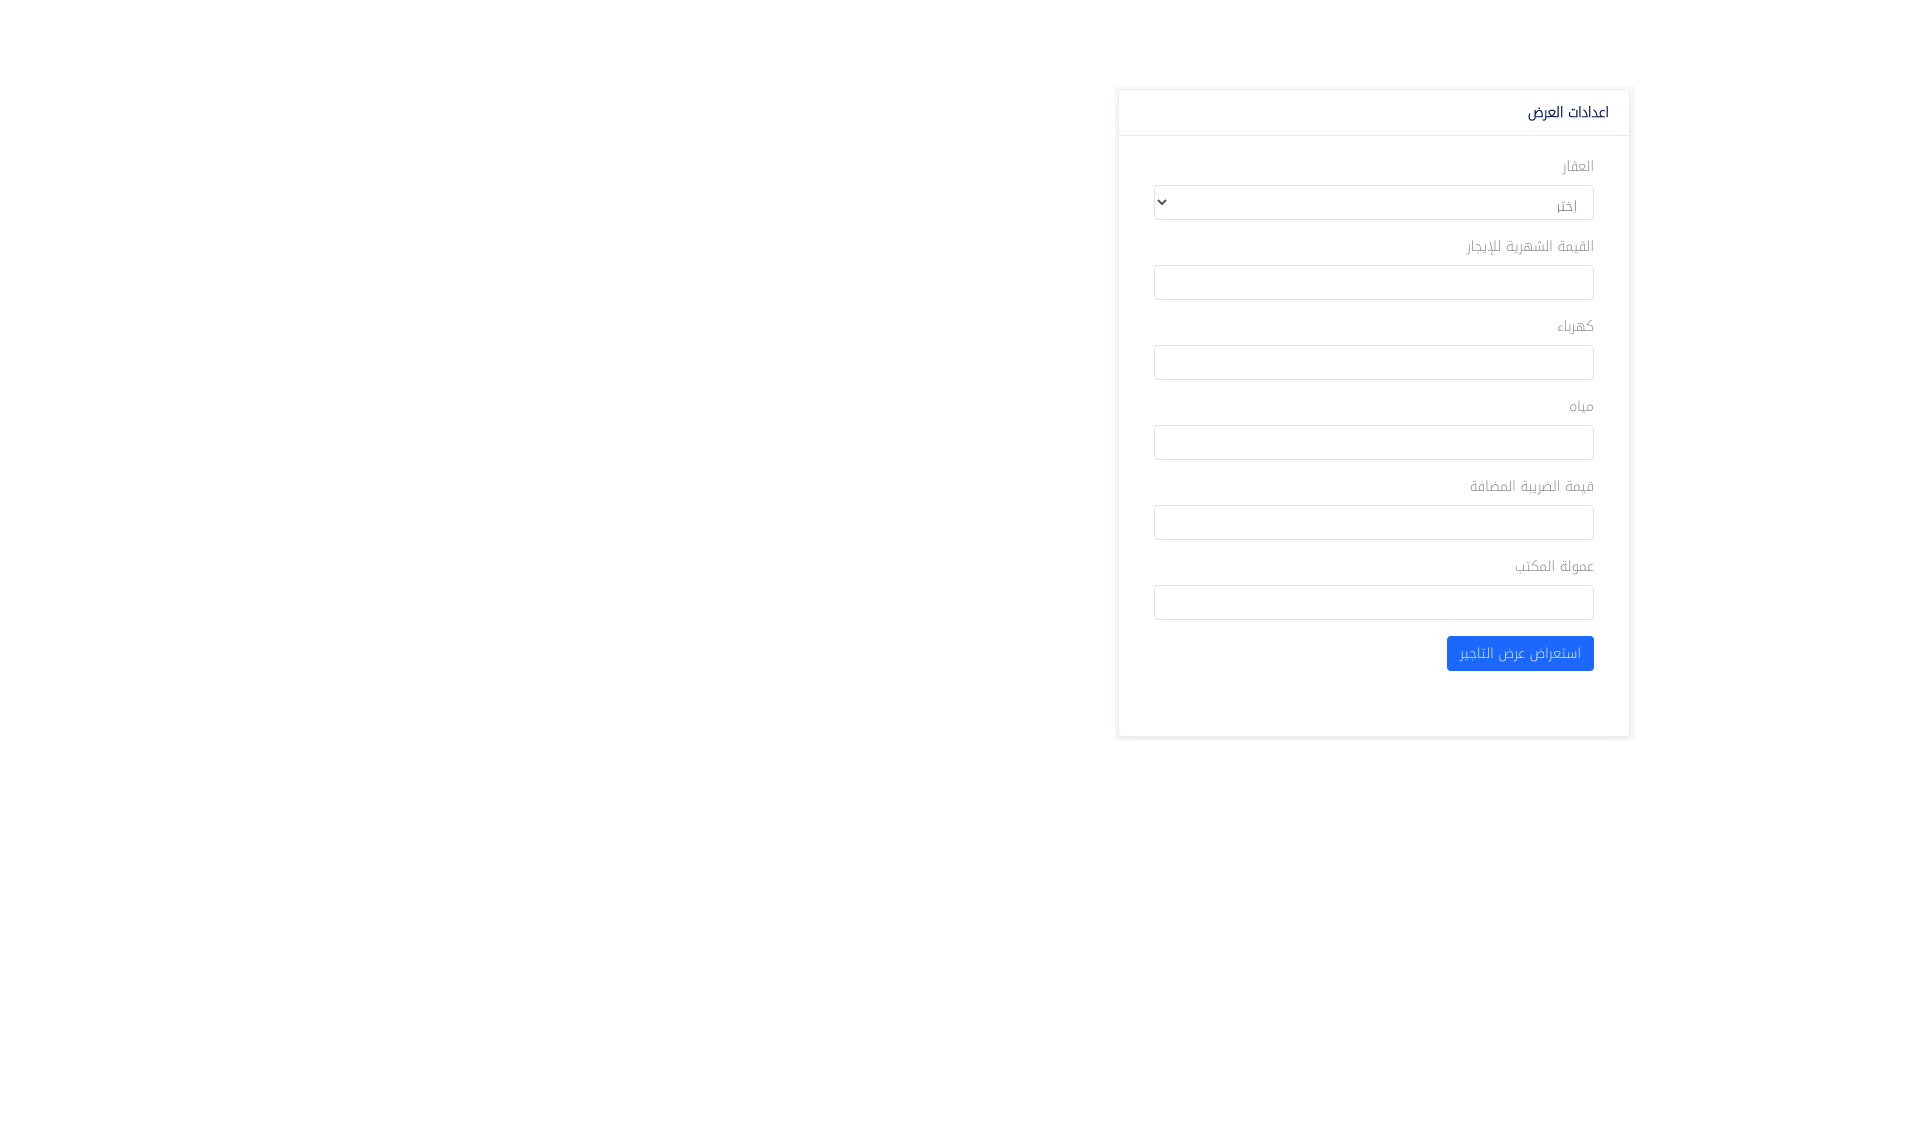 اعدادات العرض
العقار
إختر
القيمة الشهرية للإيجار
كهرباء
مياه
قيمة الضريبة المضافة
عمولة المكتب
استعراض عرض التاجير